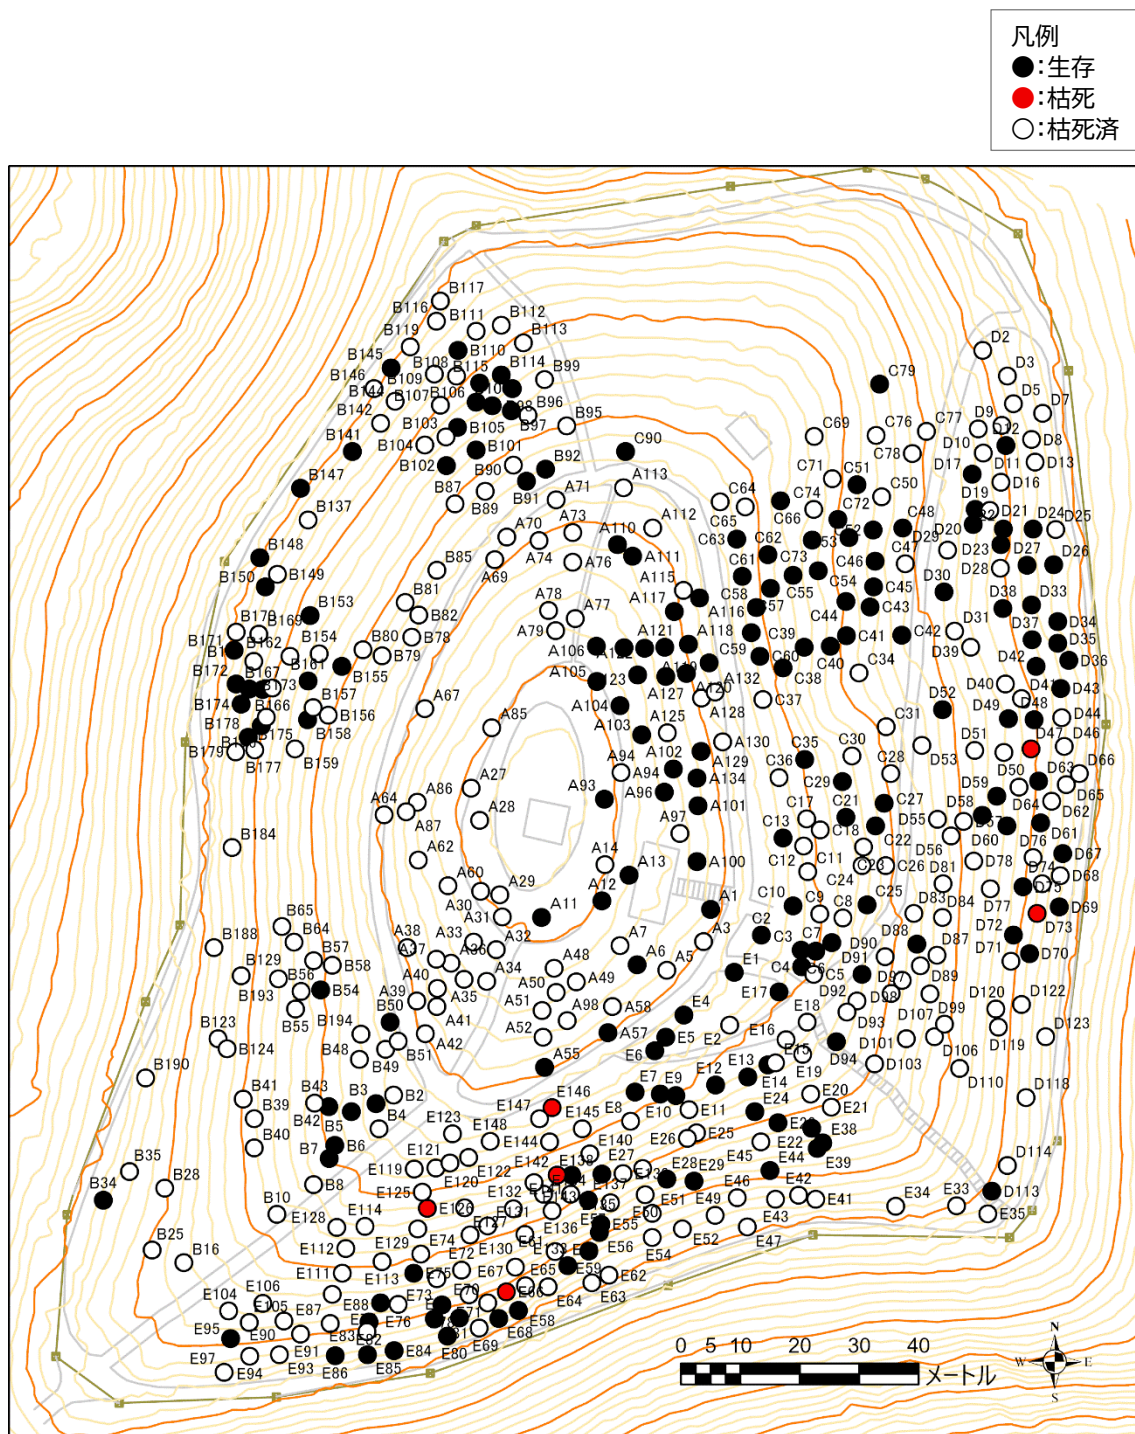 凡例
●:生存
●:枯死
○:枯死済
B117
B116
B111
B112
B113
B119
B110
B145
B108
B115
B114
B99
B146
B109
B144
B107
B106
B96
B142
B97
B95
B103
B105
B141
B104
B101
B102
B90
B92
B147
B87
B91
B89
B137
A71
A113
A70
A73
A110
A112
A74
A76
A111
B148
B85
A69
B150
B149
A115
B81
A78
A77
A117
A116
B153
B82
B170
B169
A79
A121
A118
B171
B162
B154
B80
B78
A106
B172
B167
B161
B79
A105
A120
A132
B155
A127
B173
B157
A67
A104
A128
B174
B166
B156
B178
B175
B158
A85
A103
A125
A130
B179
B177
B159
A94
A102
A129
A27
A94
A134
A86
A93
A96
A64
A28
A101
A87
A97
B184
A62
A14
A13
A100
A60
A29
A12
A30
A11
A1
A31
B65
A32
A3
B64
A38
A33
A7
B188
B57
A37
A36
A6
B58
A48
A5
B129
B56
A40
A34
A49
B54
A35
A50
B193
A39
A51
A98
A58
B55
B50
A41
B194
A52
B123
A42
A57
B124
B51
B48
B49
A55
B190
B41
B43
B3
B2
B39
B42
B4
B5
B40
B7
B6
B35
B28
B8
B34
B10
B25
B16
C79
C90
C69
C76
C77
C78
C71
C51
C50
C64
C74
C65
C66
C72
C48
C63
C62
C73
C46
C47
C61
C54
C45
C58
C55
C57
C44
C43
C39
C41
C42
C59
C60
C40
C34
C38
C37
C31
C35
C28
C36
C29
C17
C21
C27
C13
C18
C22
C12
C11
C23
C26
C24
C10
C9
C25
C8
C2
C3
C7
C4
C6
C5
D2
D3
D5
D7
D9
D12
D8
D10
D11
D13
D17
D16
D19
D21
D24
D25
D20
D29
D23
D27
D26
D28
D30
D38
D33
D31
D34
D37
D35
D39
D42
D36
D40
D41
D43
D52
D48
D44
D47
D51
D46
D53
D50
D63
D66
D59
D65
D58
D64
D62
D55
D57
D60
D61
D56
D76
D78
D67
D81
D74
D68
D75
D77
D69
D83
D84
D72
D73
D88
D71
D90
D87
D70
D91
D89
D97
D92
D98
D99
D122
D120
D93
D107
D123
D119
D94
D101
D103
D106
D110
D118
D114
D113
E1
E17
E4
E18
E2
E16
E5
E6
E15
E13
E19
E12
E14
E7
E9
E20
E146
E24
E21
E147
E8
E10
E11
E145
E123
E148
E38
E144
E26
E25
E22
E121
E140
E39
E45
E122
E142
E138
E27
E44
E119
E28
E29
E120
E42
E125
E46
E132
E51
E49
E41
E34
E33
E126
E131
E50
E35
E128
E114
E127
E136
E55
E43
E74
E61
E52
E112
E129
E130
E56
E54
E47
E72
E133
E111
E67
E59
E113
E75
E65
E62
E106
E70
E66
E104
E88
E73
E64
E63
E105
E87
E71
E58
E95
E90
E83
E76
E68
E82
E69
E97
E91
E84
E80
E94
E93
E86
E85
0 10 20 30 40
メートル
N
W E
S